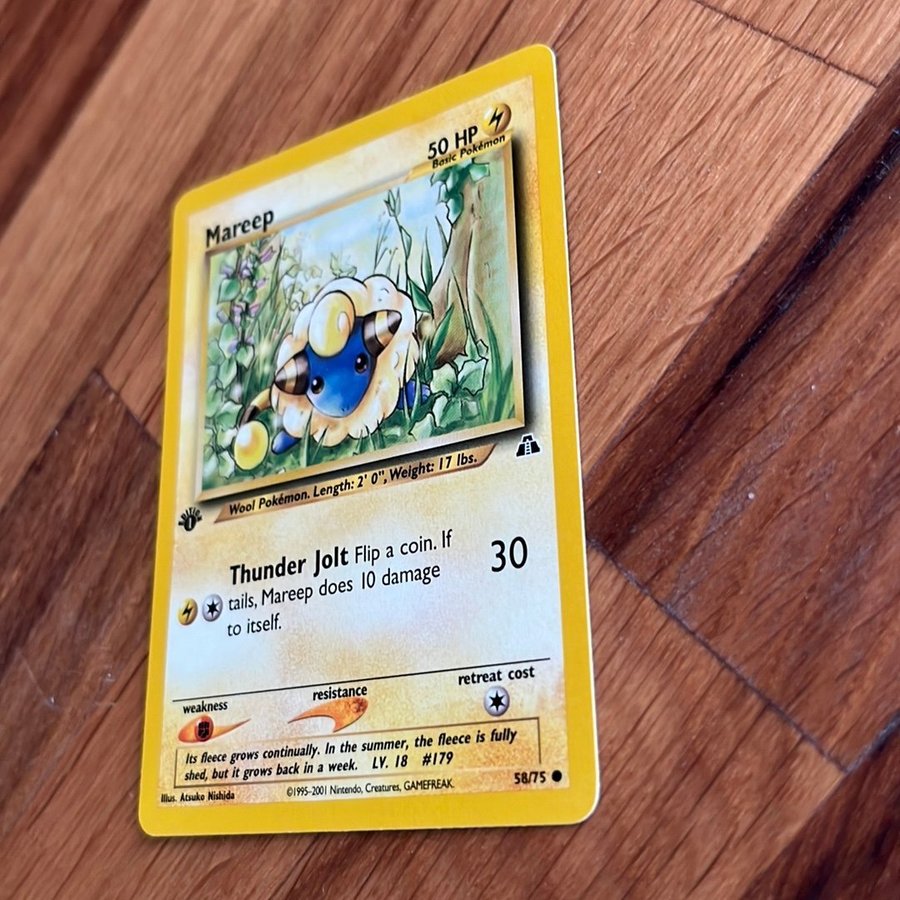 50 HP
Basic Pokémon
Mareep
Wool Pokémon. Length: 2' 0", Weight: 17 lbs.
EDITION
1
Thunder Jolt Flip a coin. If
tails, Mareep does 10 damage
to itself.
30
weakness
resistance
retreat cost
Its fleece grows continually. In the summer, the fleece is fully
shed, but it grows back in a week. LV. 18 #179
Illus. Atsuko Nishida
©1995-2001 Nintendo, Creatures, GAMEFREAK.
58/75